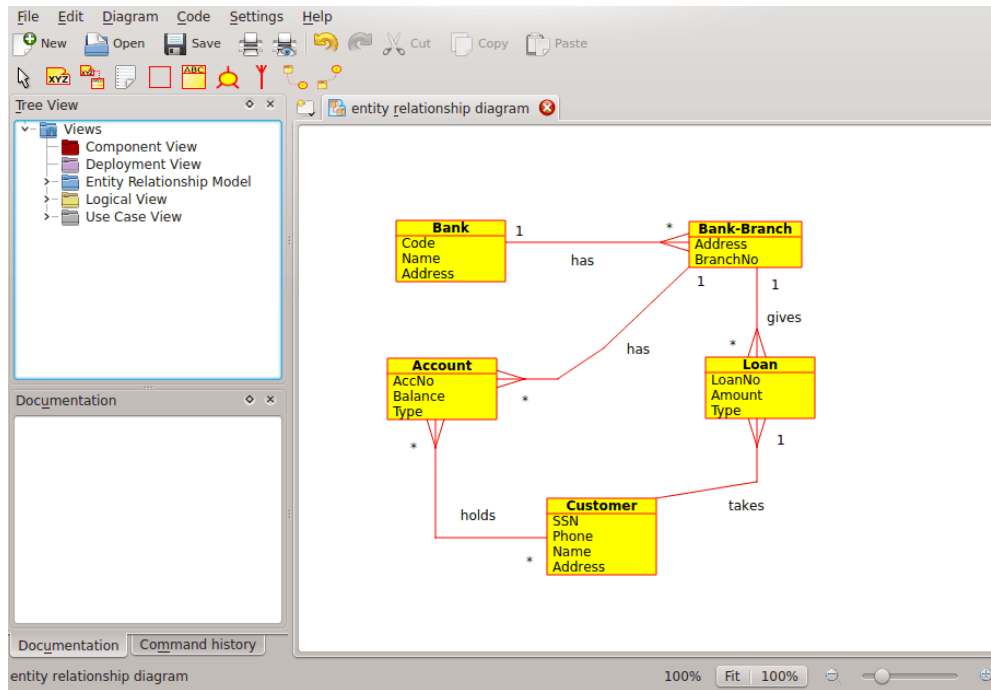 File Edit Diagram Code Settings Help
New Open Save Cut Copy Paste
XYZ ABC
Tree View
entity relationship diagram
Views
Component View
Deployment View
Entity Relationship Model
Logical View
Use Case View
Bank
Code
Name
Address
1
has
*
Bank-Branch
Address
BranchNo
1
1
gives
has
*
Account
AccNo
Balance
Type
*
*
Loan
LoanNo
Amount
Type
1
takes
holds
*
Customer
SSN
Phone
Name
Address
Documentation
Documentation Command history
entity relationship diagram
100% Fit 100%